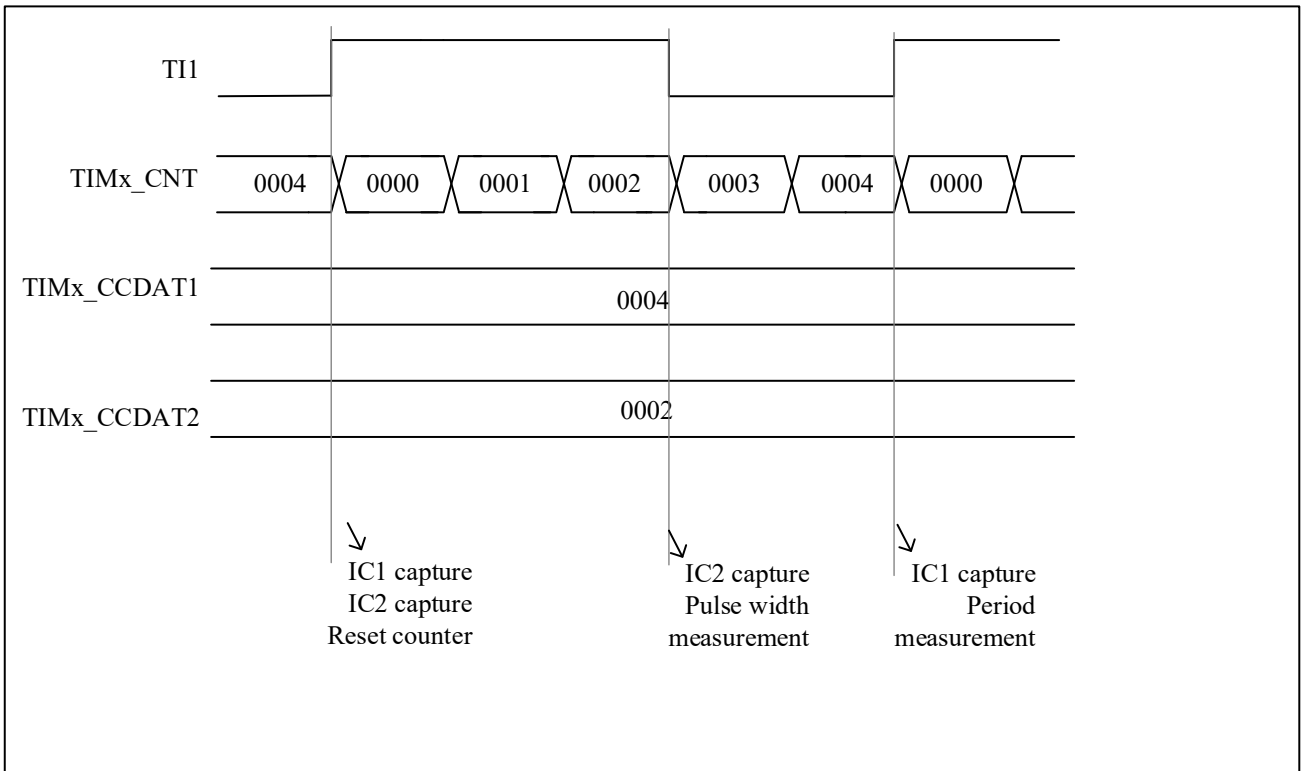 TI1
TIMx_CNT
0004 0000 0001 0002 0003 0004 0000
TIMx_CCDAT1
0004
TIMx_CCDAT2
0002
IC1 capture
IC2 capture
Reset counter
IC2 capture
Pulse width
measurement
IC1 capture
Period
measurement